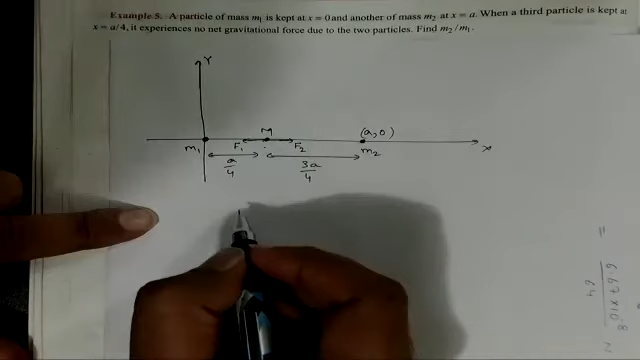 Example 5. A particle of mass m₁ is kept at x = 0 and another of mass m₂ at x = a. When a third particle is kept at
x = a/4, it experiences no net gravitational force due to the two particles. Find m₂/m₁.
Y
M
(a, 0)
m₁ F₁ F₂ m₂ x
a/4 3a/4